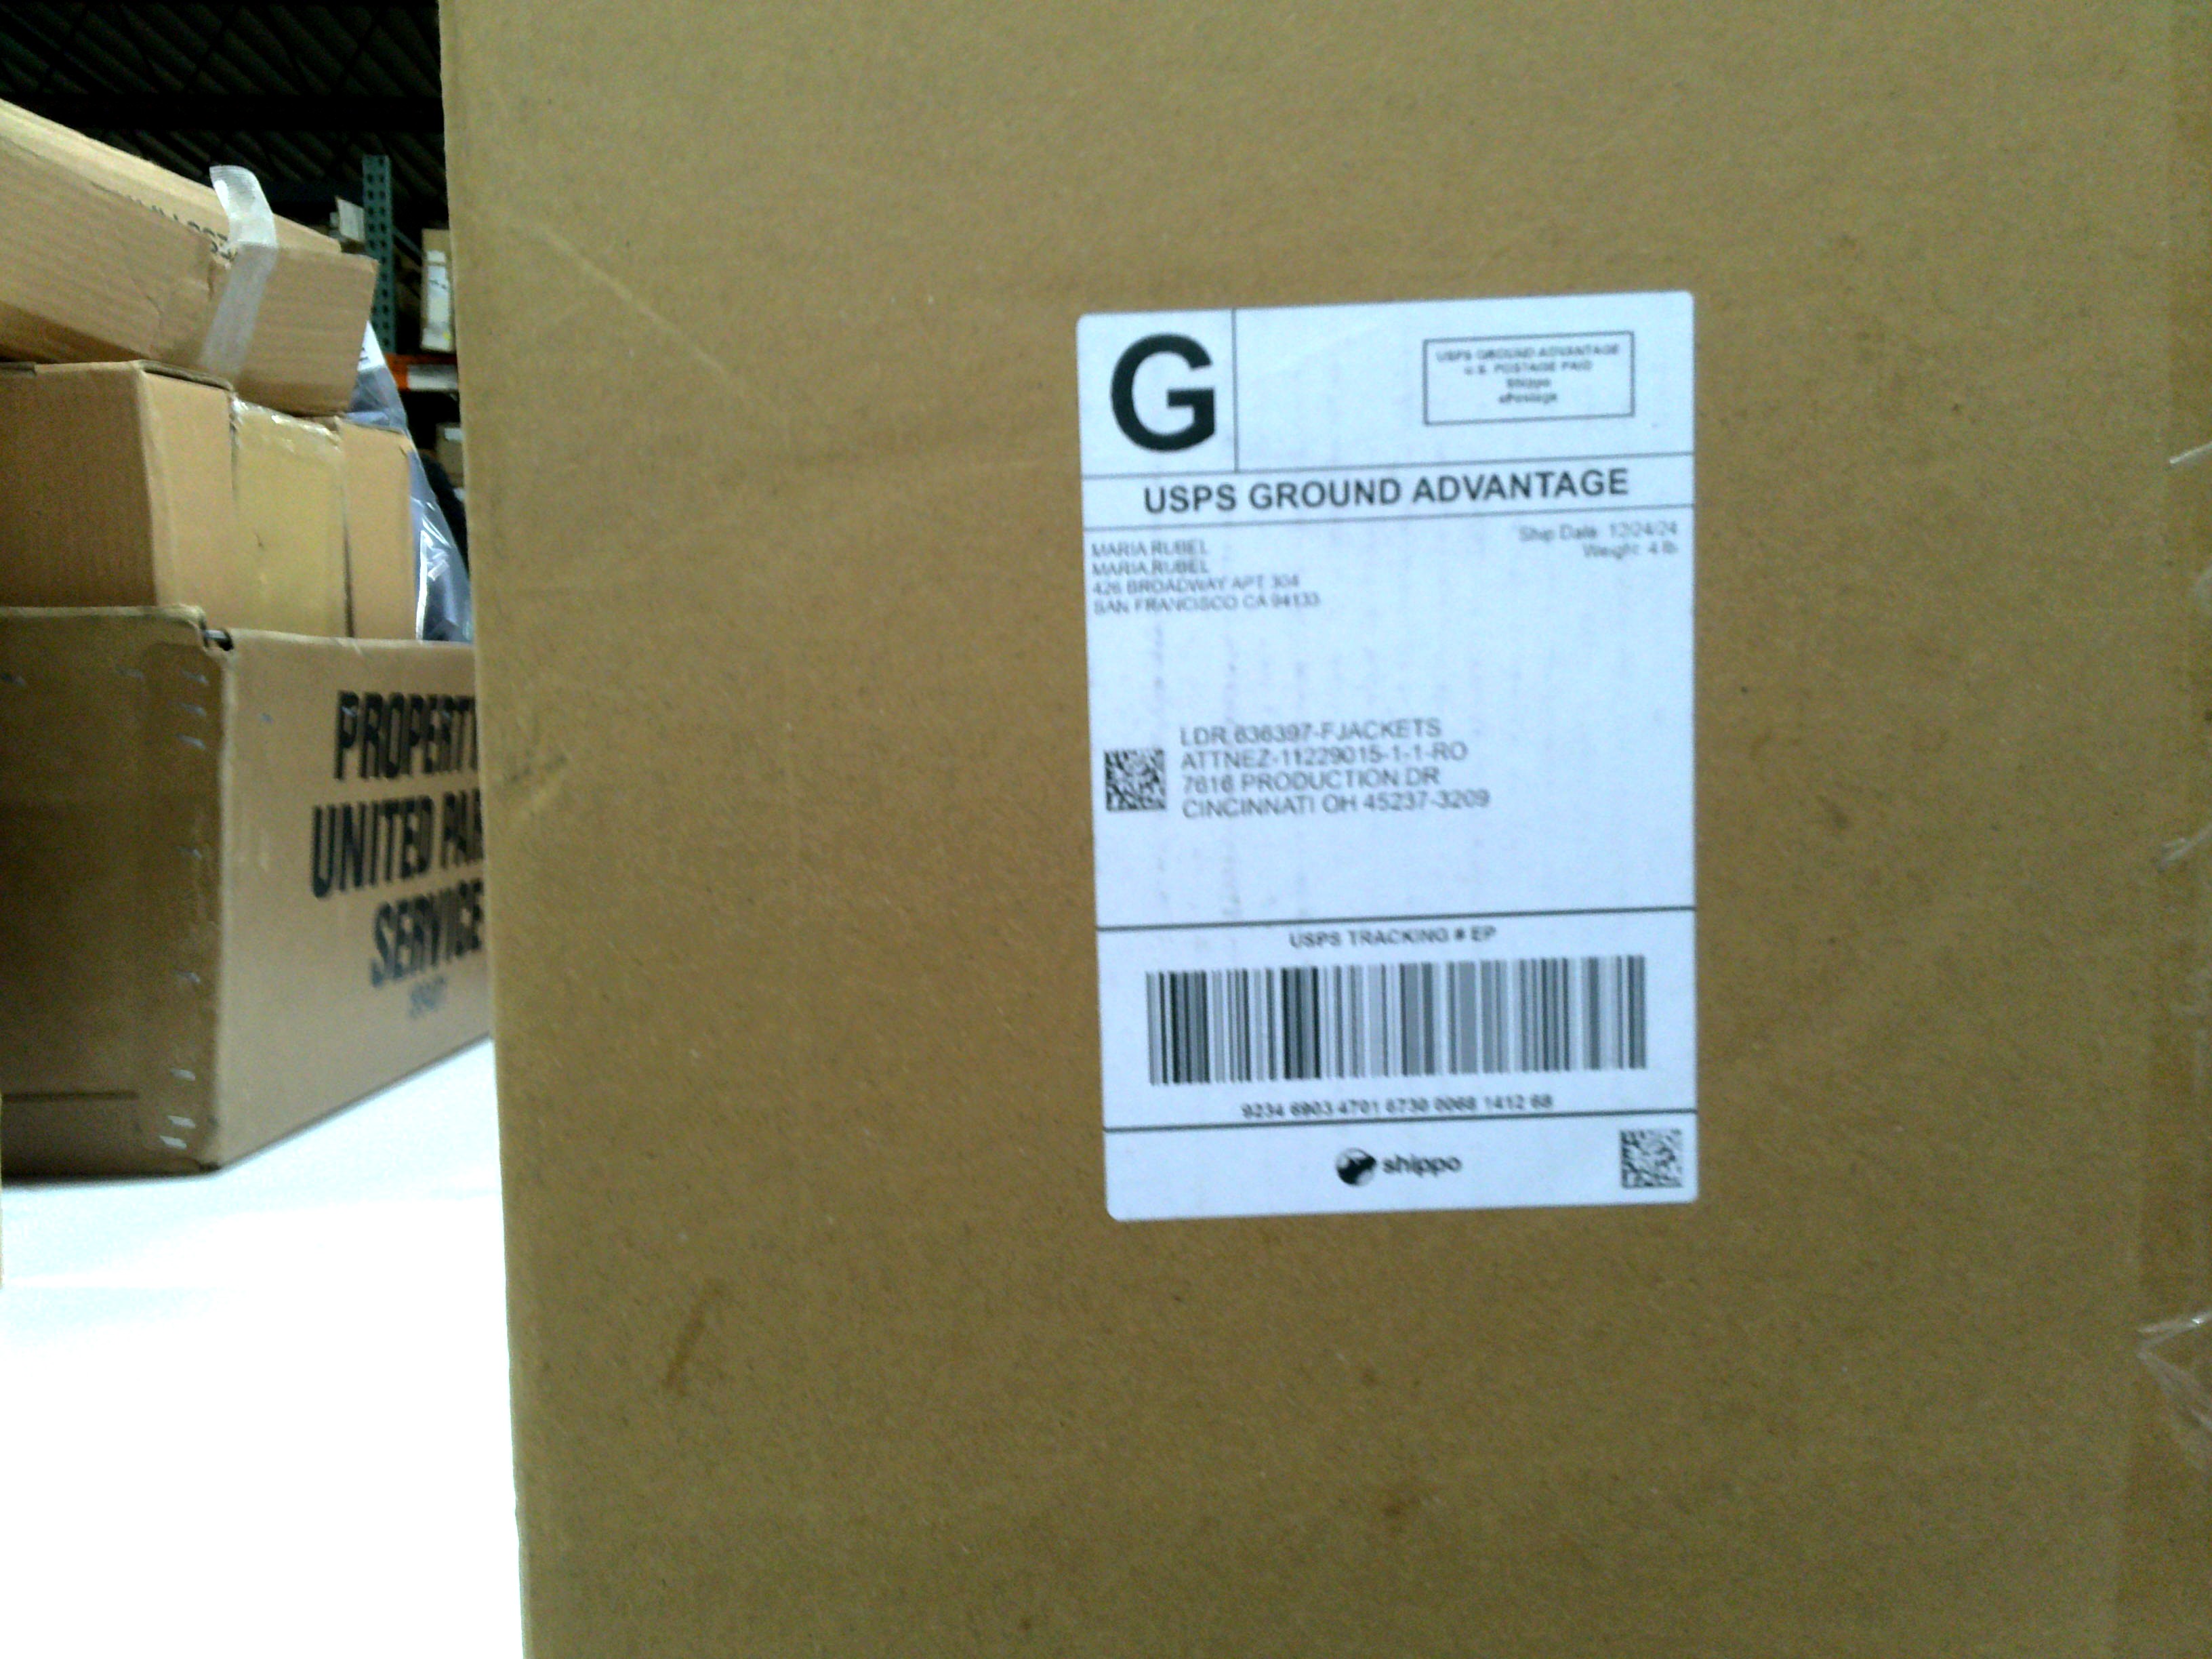 PROPERTY
UNITED PAR
SERVICE
G
USPS GROUND ADVANTAGE
U.S. POSTAGE PAID
Shippo
ePostage
USPS GROUND ADVANTAGE
Ship Date: 12/24/24
Weight: 4 lb
MARIA RUBEL
MARIA RUBEL
426 BROADWAY APT 304
SAN FRANCISCO CA 94133
LDR 636397-FJACKETS
ATTNEZ-11229015-1-1-RO
7616 PRODUCTION DR
CINCINNATI OH 45237-3209
USPS TRACKING # EP
9234 6903 4701 6730 0068 1412 68
shippo